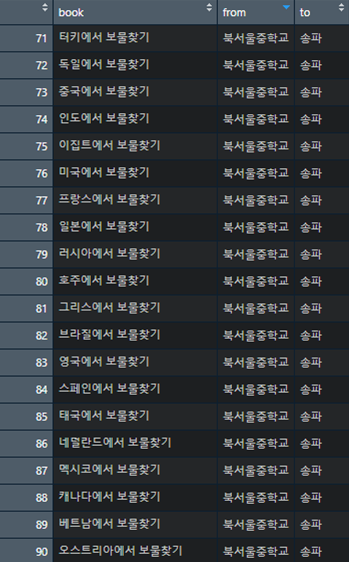 book from to
71 터키에서 보물찾기 북서울중학교 송파
72 독일에서 보물찾기 북서울중학교 송파
73 중국에서 보물찾기 북서울중학교 송파
74 인도에서 보물찾기 북서울중학교 송파
75 이집트에서 보물찾기 북서울중학교 송파
76 미국에서 보물찾기 북서울중학교 송파
77 프랑스에서 보물찾기 북서울중학교 송파
78 일본에서 보물찾기 북서울중학교 송파
79 러시아에서 보물찾기 북서울중학교 송파
80 호주에서 보물찾기 북서울중학교 송파
81 그리스에서 보물찾기 북서울중학교 송파
82 브라질에서 보물찾기 북서울중학교 송파
83 영국에서 보물찾기 북서울중학교 송파
84 스페인에서 보물찾기 북서울중학교 송파
85 태국에서 보물찾기 북서울중학교 송파
86 네덜란드에서 보물찾기 북서울중학교 송파
87 멕시코에서 보물찾기 북서울중학교 송파
88 캐나다에서 보물찾기 북서울중학교 송파
89 베트남에서 보물찾기 북서울중학교 송파
90 오스트리아에서 보물찾기 북서울중학교 송파